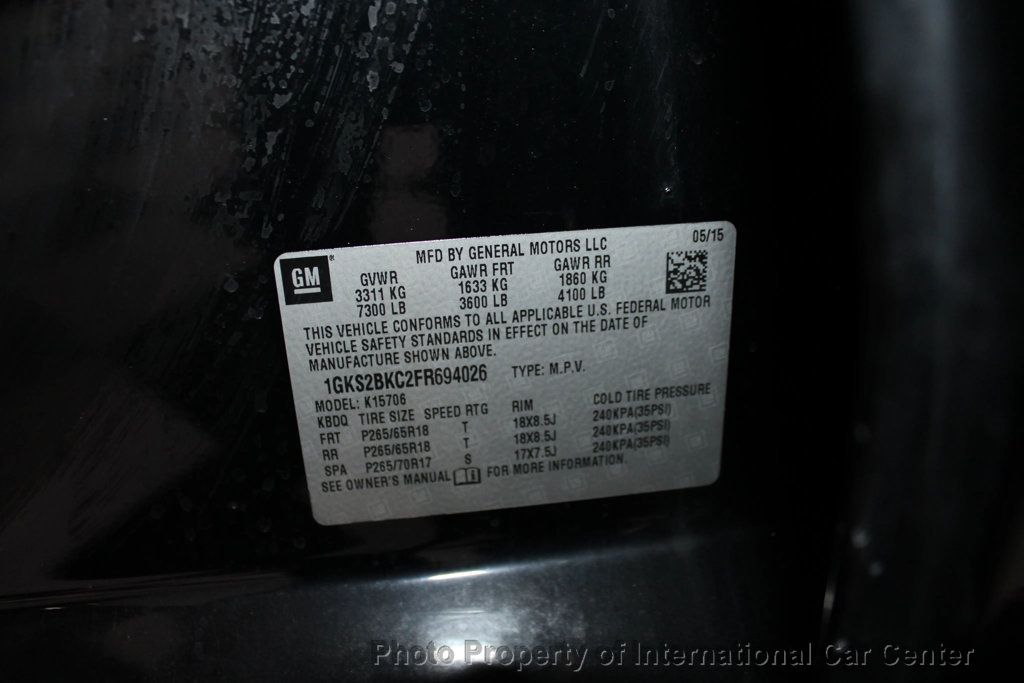 MFD BY GENERAL MOTORS LLC 05/15
GM
GVWR GAWR FRT GAWR RR
3311 KG 1633 KG 1860 KG
7300 LB 3600 LB 4100 LB
THIS VEHICLE CONFORMS TO ALL APPLICABLE U.S. FEDERAL MOTOR
VEHICLE SAFETY STANDARDS IN EFFECT ON THE DATE OF
MANUFACTURE SHOWN ABOVE.
1GKS2BKC2FR694026 TYPE: M.P.V.
MODEL: K15706
KBDQ TIRE SIZE SPEED RTG RIM COLD TIRE PRESSURE
FRT P265/65R18 T 18X8.5J 240KPA(35PSI)
RR P265/65R18 T 18X8.5J 240KPA(35PSI)
SPA P265/70R17 S 17X7.5J 240KPA(35PSI)
SEE OWNER'S MANUAL FOR MORE INFORMATION.
Photo Property of International Car Center